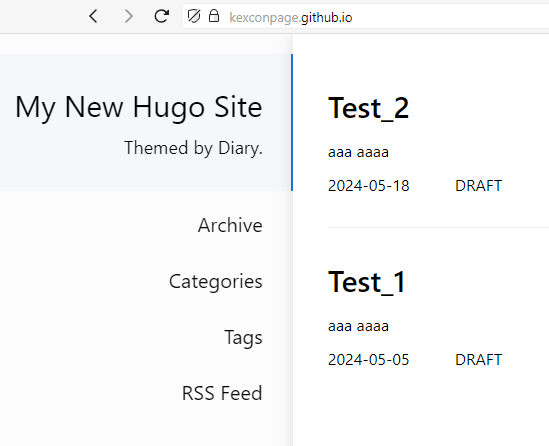 kexconpage.github.io
My New Hugo Site
Themed by Diary.
Archive
Categories
Tags
RSS Feed
Test_2
aaa aaaa
2024-05-18 DRAFT
Test_1
aaa aaaa
2024-05-05 DRAFT